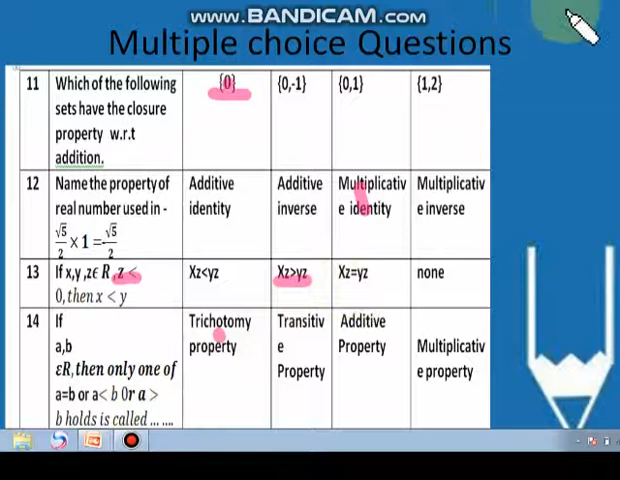 www.BANDICAM.com
Multiple choice Questions
11 Which of the following {0} {0,-1} {0,1} {1,2}
sets have the closure
property w.r.t
addition.
12 Name the property of Additive Additive Multiplicativ Multiplicativ
real number used in - identity inverse e identity e inverse
√5/2 × 1 = √5/2
13 If x,y ,zϵ R ,z < Xz<yz Xz>yz Xz=yz none
0, then x < y
14 If Trichotomy Transitiv Additive
a,b property e Property Multiplicativ
εR, then only one of Property e property
a=b or a< b Or a >
b holds is called ... ....